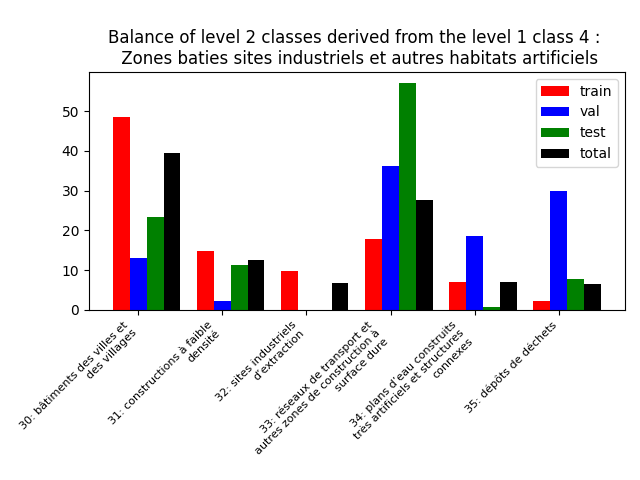 Balance of level 2 classes derived from the level 1 class 4 :
Zones baties sites industriels et autres habitats artificiels
train
val
test
total
50
40
30
20
10
0
30: bâtiments des villes et
des villages
31: constructions à faible
densité
32: sites industriels
d'extraction
33: réseaux de transport et
autres zones de construction à
surface dure
34: plans d'eau construits
très artificiels et structures
connexes
35: dépôts de déchets